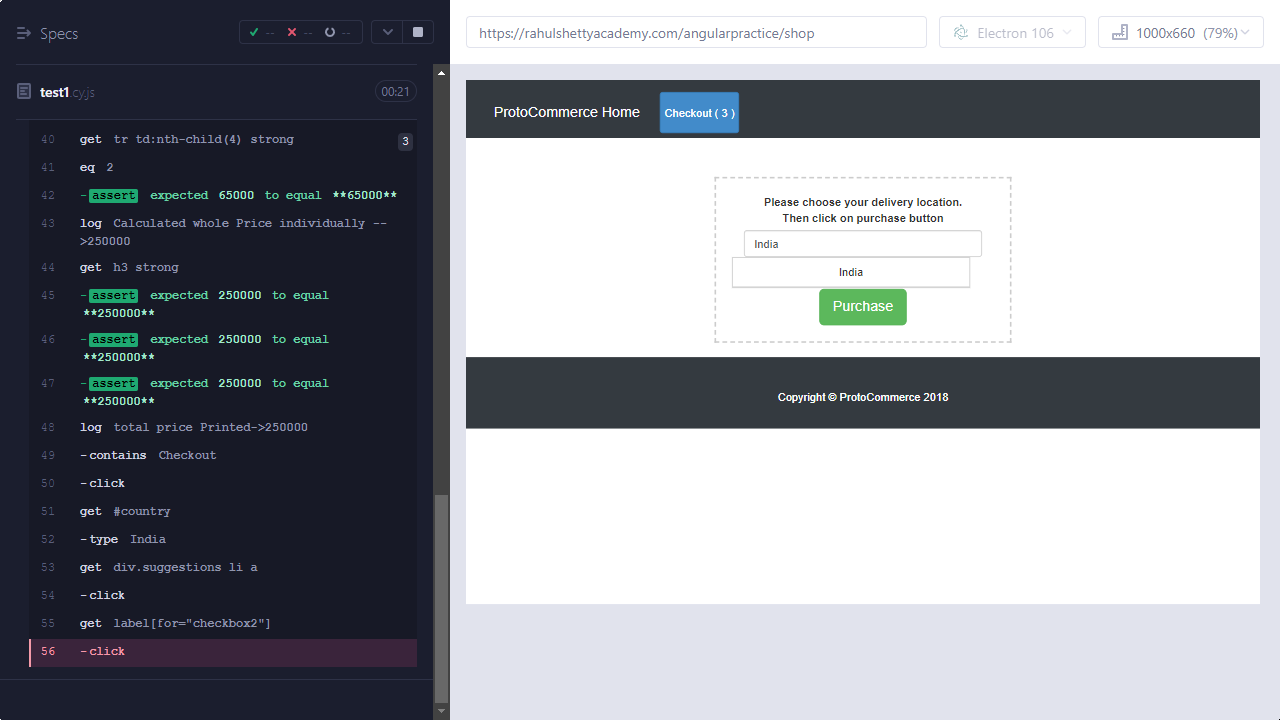 Specs
-- -- --
test1.cy.js
00:21
40 get tr td:nth-child(4) strong 3
41 eq 2
42 -assert expected 65000 to equal **65000**
43 log Calculated whole Price individually --
>250000
44 get h3 strong
45 -assert expected 250000 to equal
**250000**
46 -assert expected 250000 to equal
**250000**
47 -assert expected 250000 to equal
**250000**
48 log total price Printed->250000
49 -contains Checkout
50 -click
51 get #country
52 -type India
53 get div.suggestions li a
54 -click
55 get label[for="checkbox2"]
56 -click
https://rahulshettyacademy.com/angularpractice/shop
Electron 106
1000x660 (79%)
ProtoCommerce Home
Checkout ( 3 )
Please choose your delivery location.
Then click on purchase button
India
India
Purchase
Copyright © ProtoCommerce 2018